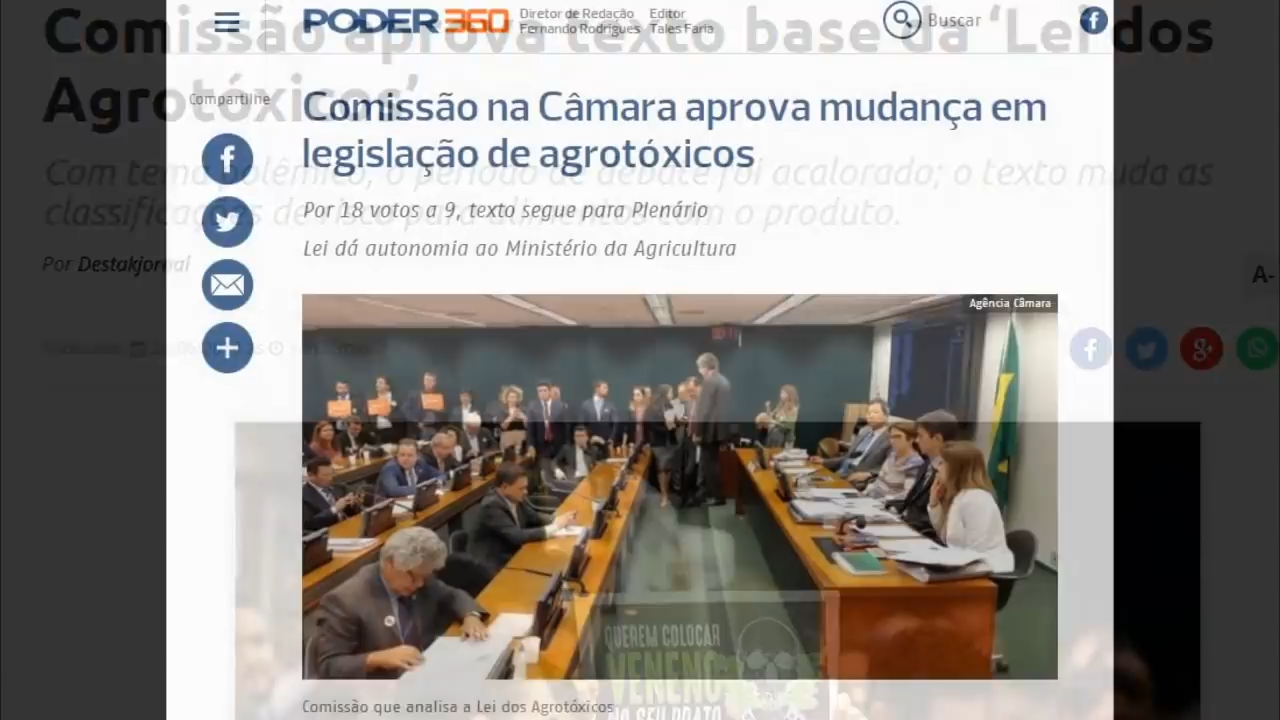 Comissão aprova texto base da ‘Lei dos
Agrotóxicos’
Com tema polêmico, o período de debate foi acalorado; o texto muda as
classificações de risco para alimentos com o produto.
Por Destakjornal
A-
PODER360
Diretor de Redação
Fernando Rodrigues
Editor
Tales Faria
Buscar
Compartilhe
Comissão na Câmara aprova mudança em
legislação de agrotóxicos
Por 18 votos a 9, texto segue para Plenário
Lei dá autonomia ao Ministério da Agricultura
Agência Câmara
QUEREM COLOCAR
VENENO
NO SEU PRATO
Comissão que analisa a Lei dos Agrotóxicos